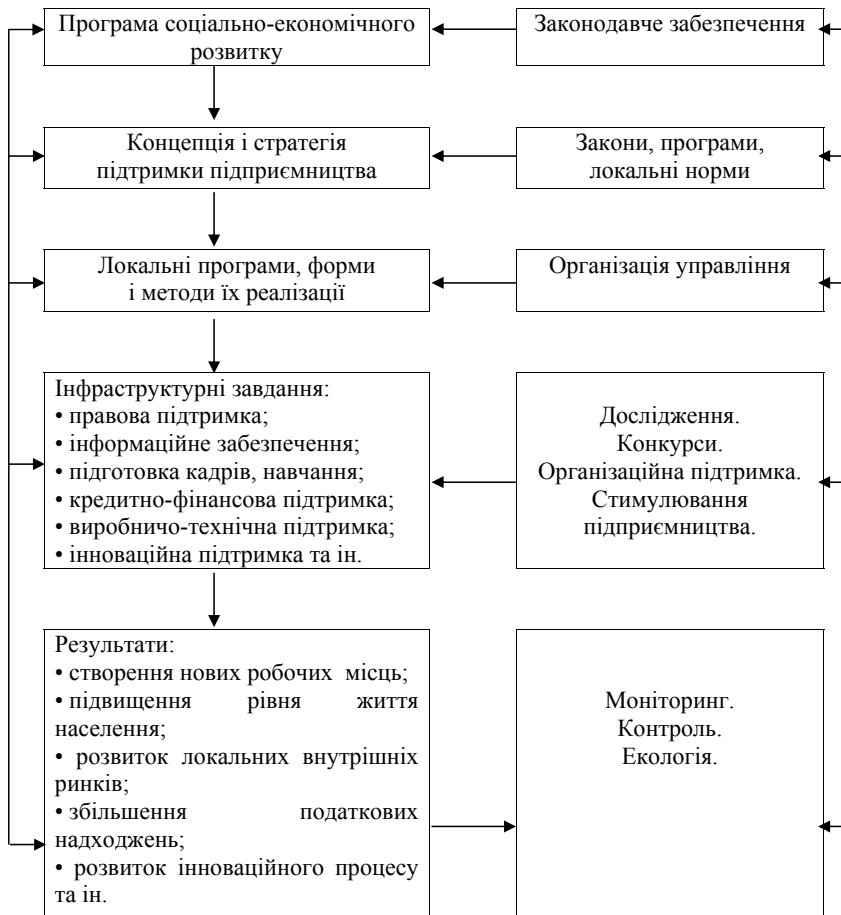 Програма соціально-економічного
розвитку
Законодавче забезпечення
Концепція і стратегія
підтримки підприємництва
Закони, програми,
локальні норми
Локальні програми, форми
і методи їх реалізації
Організація управління
Інфраструктурні завдання:
• правова підтримка;
• інформаційне забезпечення;
• підготовка кадрів, навчання;
• кредитно-фінансова підтримка;
• виробничо-технічна підтримка;
• інноваційна підтримка та ін.
Дослідження.
Конкурси.
Організаційна підтримка.
Стимулювання
підприємництва.
Результати:
• створення нових робочих місць;
• підвищення рівня життя
населення;
• розвиток локальних внутрішніх
ринків;
• збільшення податкових
надходжень;
• розвиток інноваційного процесу
та ін.
Моніторинг.
Контроль.
Екологія.